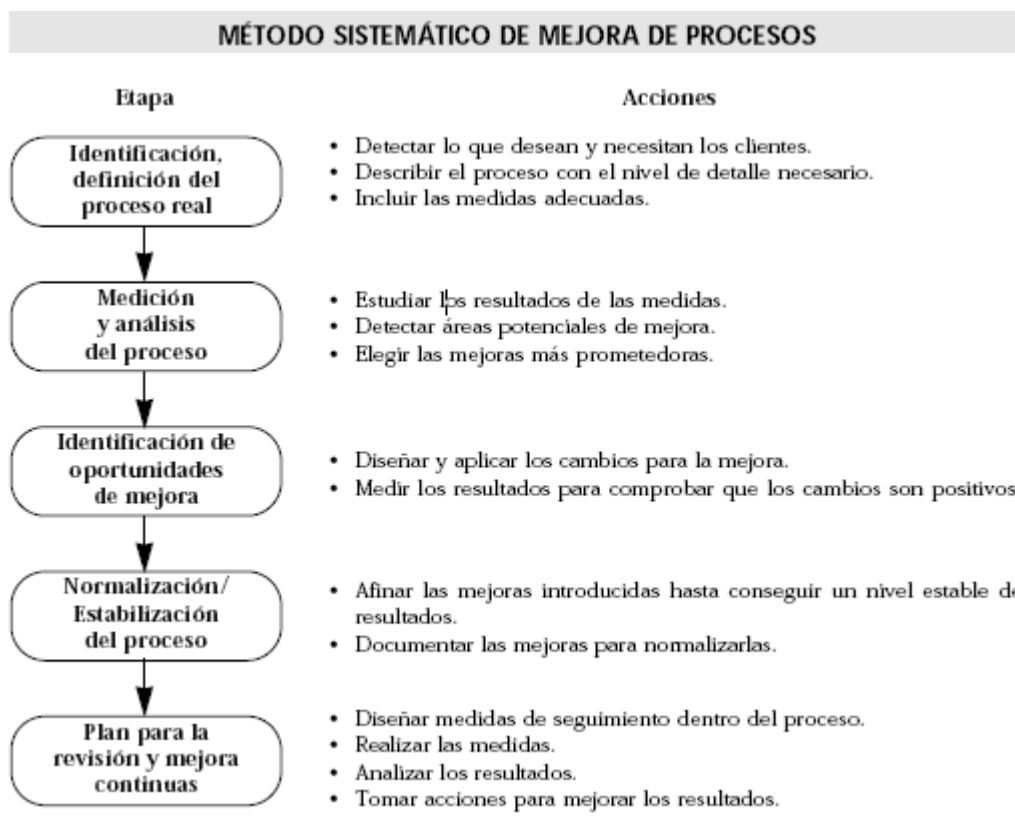 MÉTODO SISTEMÁTICO DE MEJORA DE PROCESOS
Etapa
Acciones
Identificación,
definición del
proceso real
• Detectar lo que desean y necesitan los clientes.
• Describir el proceso con el nivel de detalle necesario.
• Incluir las medidas adecuadas.
Medición
y análisis
del proceso
• Estudiar los resultados de las medidas.
• Detectar áreas potenciales de mejora.
• Elegir las mejoras más prometedoras.
Identificación de
oportunidades
de mejora
• Diseñar y aplicar los cambios para la mejora.
• Medir los resultados para comprobar que los cambios son positivos
Normalización/
Estabilización
del proceso
• Afinar las mejoras introducidas hasta conseguir un nivel estable de
resultados.
• Documentar las mejoras para normalizarlas.
Plan para la
revisión y mejora
continuas
• Diseñar medidas de seguimiento dentro del proceso.
• Realizar las medidas.
• Analizar los resultados.
• Tomar acciones para mejorar los resultados.